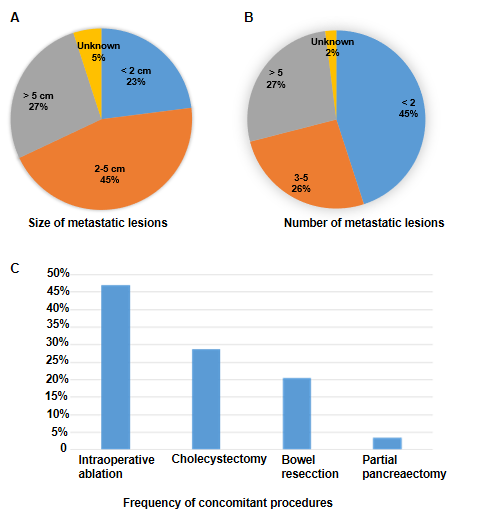 A
Unknown
5%
< 2 cm
23%
> 5 cm
27%
2-5 cm
45%
Size of metastatic lesions
B
Unknown
2%
> 5
27%
< 2
45%
3-5
26%
Number of metastatic lesions
C
50%
45%
40%
35%
30%
25%
20%
15%
10%
5%
0
Intraoperative
ablation
Cholecystectomy
Bowel
resecction
Partial
pancreaectomy
Frequency of concomitant procedures